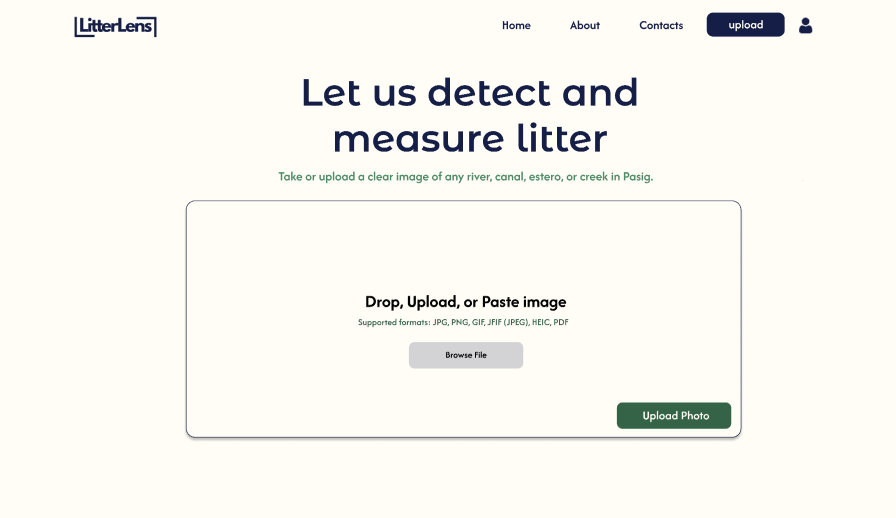 LitterLens
Home
About
Contacts
upload
Let us detect and
measure litter
Take or upload a clear image of any river, canal, estero, or creek in Pasig.
Drop, Upload, or Paste image
Supported formats: JPG, PNG, GIF, JFIF (JPEG), HEIC, PDF
Browse File
Upload Photo